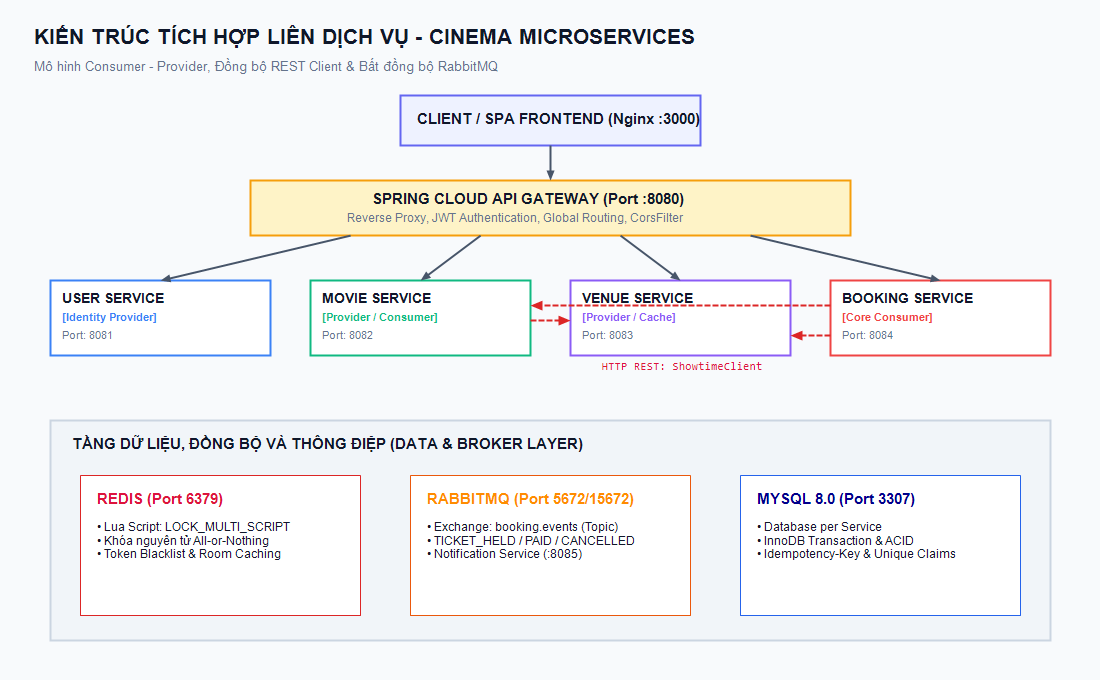 KIẾN TRÚC TÍCH HỢP LIÊN DỊCH VỤ - CINEMA MICROSERVICES
Mô hình Consumer - Provider, Đồng bộ REST Client & Bất đồng bộ RabbitMQ
CLIENT / SPA FRONTEND (Nginx :3000)
SPRING CLOUD API GATEWAY (Port :8080)
Reverse Proxy, JWT Authentication, Global Routing, CorsFilter
USER SERVICE
[Identity Provider]
Port: 8081
MOVIE SERVICE
[Provider / Consumer]
Port: 8082
VENUE SERVICE
[Provider / Cache]
Port: 8083
BOOKING SERVICE
[Core Consumer]
Port: 8084
HTTP REST: ShowtimeClient
TẦNG DỮ LIỆU, ĐỒNG BỘ VÀ THÔNG ĐIỆP (DATA & BROKER LAYER)
REDIS (Port 6379)
• Lua Script: LOCK_MULTI_SCRIPT
• Khóa nguyên tử All-or-Nothing
• Token Blacklist & Room Caching
RABBITMQ (Port 5672/15672)
• Exchange: booking.events (Topic)
• TICKET_HELD / PAID / CANCELLED
• Notification Service (:8085)
MYSQL 8.0 (Port 3307)
• Database per Service
• InnoDB Transaction & ACID
• Idempotency-Key & Unique Claims